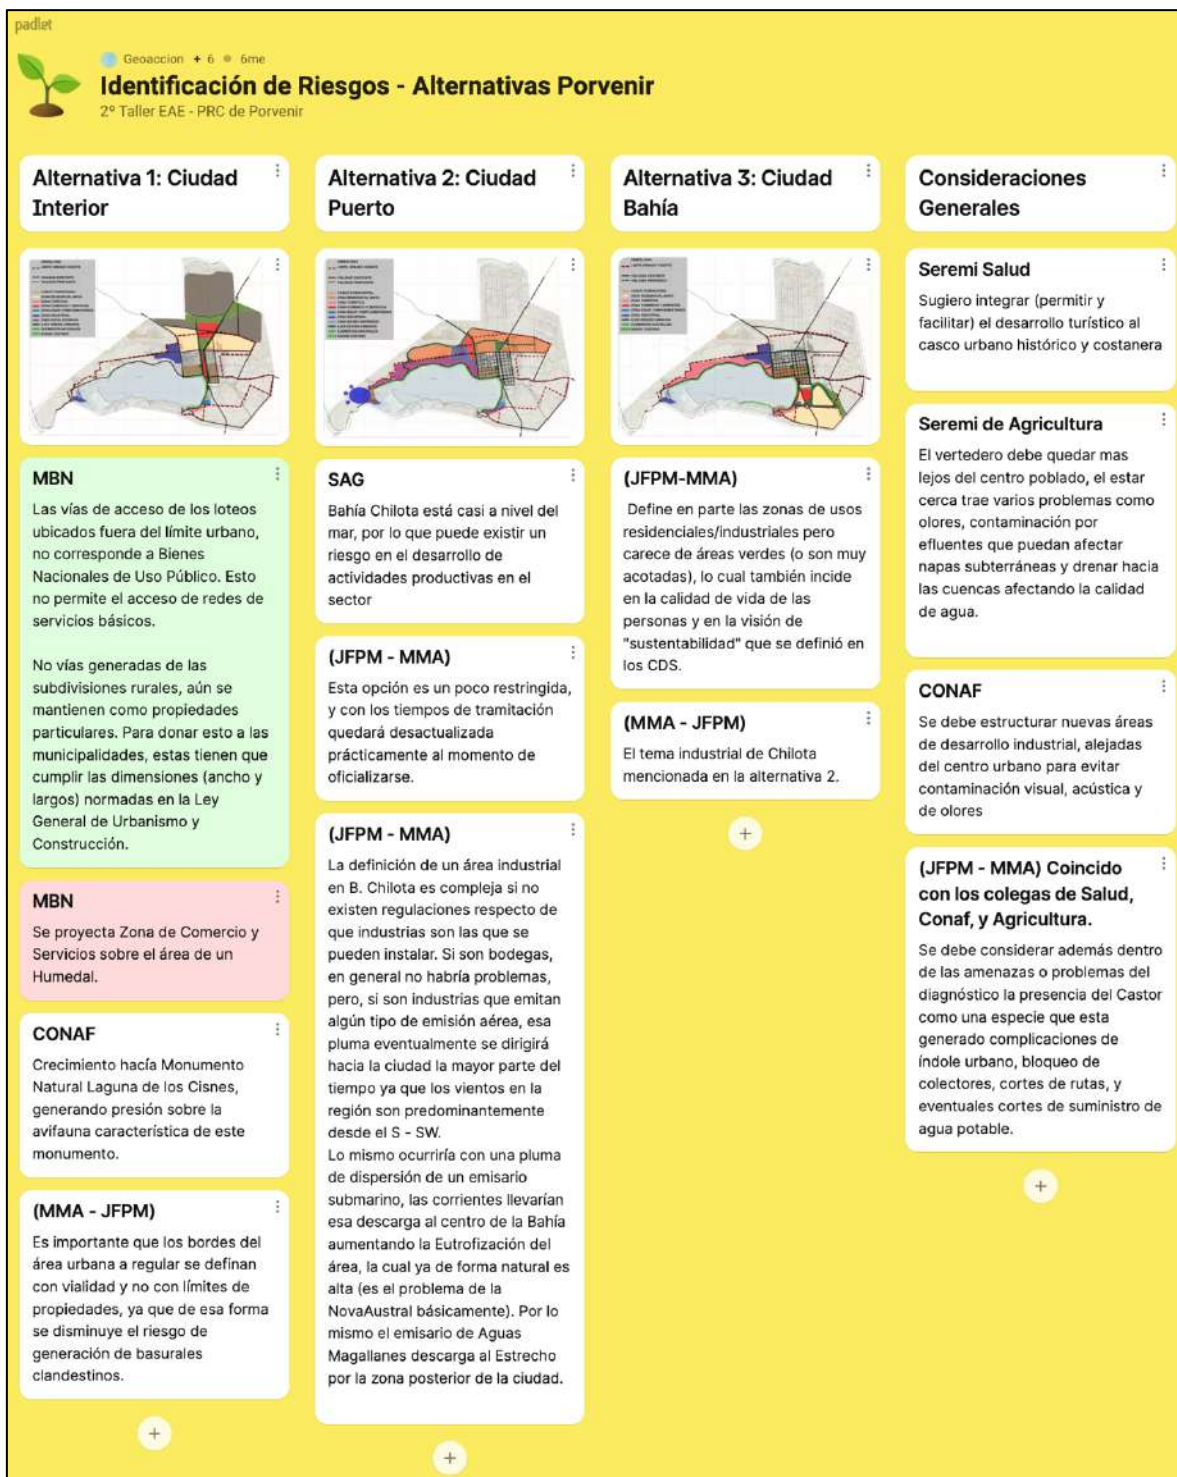 padlet
Geoaccion + 6 • 6me
Identificación de Riesgos - Alternativas Porvenir
2º Taller EAE - PRC de Porvenir
Alternativa 1: Ciudad
Interior
MBN
Las vías de acceso de los loteos
ubicados fuera del límite urbano,
no corresponde a Bienes
Nacionales de Uso Público. Esto
no permite el acceso de redes de
servicios básicos.
No vías generadas de las
subdivisiones rurales, aún se
mantienen como propiedades
particulares. Para donar esto a las
municipalidades, estas tienen que
cumplir las dimensiones (ancho y
largos) normadas en la Ley
General de Urbanismo y
Construcción.
MBN
Se proyecta Zona de Comercio y
Servicios sobre el área de un
Humedal.
CONAF
Crecimiento hacía Monumento
Natural Laguna de los Cisnes,
generando presión sobre la
avifauna característica de este
monumento.
(MMA - JFPM)
Es importante que los bordes del
área urbana a regular se definan
con vialidad y no con límites de
propiedades, ya que de esa forma
se disminuye el riesgo de
generación de basurales
clandestinos.
Alternativa 2: Ciudad
Puerto
SAG
Bahía Chilota está casi a nivel del
mar, por lo que puede existir un
riesgo en el desarrollo de
actividades productivas en el
sector
(JFPM - MMA)
Esta opción es un poco restringida,
y con los tiempos de tramitación
quedará desactualizada
prácticamente al momento de
oficializarse.
(JFPM - MMA)
La definición de un área industrial
en B. Chilota es compleja si no
existen regulaciones respecto de
que industrias son las que se
pueden instalar. Si son bodegas,
en general no habría problemas,
pero, si son industrias que emitan
algún tipo de emisión aérea, esa
pluma eventualmente se dirigirá
hacia la ciudad la mayor parte del
tiempo ya que los vientos en la
región son predominantemente
desde el S - SW.
Lo mismo ocurriría con una pluma
de dispersión de un emisario
submarino, las corrientes llevarían
esa descarga al centro de la Bahía
aumentando la Eutrofización del
área, la cual ya de forma natural es
alta (es el problema de la
NovaAustral básicamente). Por lo
mismo el emisario de Aguas
Magallanes descarga al Estrecho
por la zona posterior de la ciudad.
Alternativa 3: Ciudad
Bahía
(JFPM-MMA)
Define en parte las zonas de usos
residenciales/industriales pero
carece de áreas verdes (o son muy
acotadas), lo cual también incide
en la calidad de vida de las
personas y en la visión de
"sustentabilidad" que se definió en
los CDS.
(MMA - JFPM)
El tema industrial de Chilota
mencionada en la alternativa 2.
Consideraciones
Generales
Seremi Salud
Sugiero integrar (permitir y
facilitar) el desarrollo turístico al
casco urbano histórico y costanera
Seremi de Agricultura
El vertedero debe quedar mas
lejos del centro poblado, el estar
cerca trae varios problemas como
olores, contaminación por
efluentes que puedan afectar
napas subterráneas y drenar hacia
las cuencas afectando la calidad
de agua.
CONAF
Se debe estructurar nuevas áreas
de desarrollo industrial, alejadas
del centro urbano para evitar
contaminación visual, acústica y
de olores
(JFPM - MMA) Coincido
con los colegas de Salud,
Conaf, y Agricultura.
Se debe considerar además dentro
de las amenazas o problemas del
diagnóstico la presencia del Castor
como una especie que esta
generado complicaciones de
índole urbano, bloqueo de
colectores, cortes de rutas, y
eventuales cortes de suministro de
agua potable.